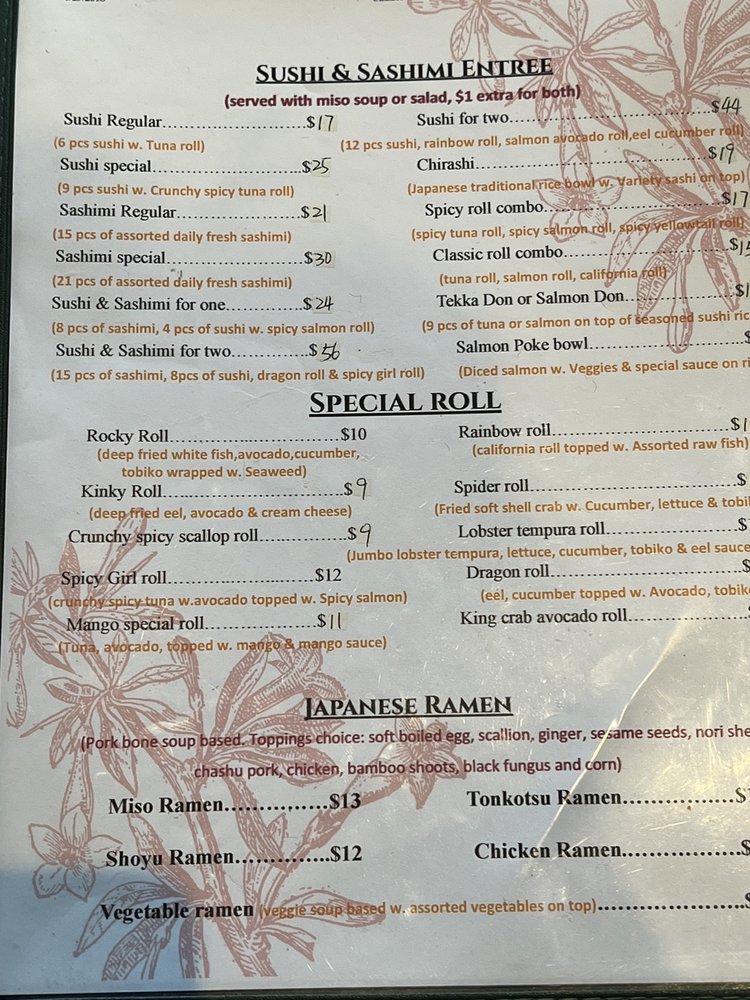 SUSHI & SASHIMI ENTREE
(served with miso soup or salad, $1 extra for both)
Sushi Regular..............................$17
(6 pcs sushi w. Tuna roll)
Sushi special..............................$25
(9 pcs sushi w. Crunchy spicy tuna roll)
Sashimi Regular.........................$21
(15 pcs of assorted daily fresh sashimi)
Sashimi special...........................$30
(21 pcs of assorted daily fresh sashimi)
Sushi & Sashimi for one.............$24
(8 pcs of sashimi, 4 pcs of sushi w. spicy salmon roll)
Sushi & Sashimi for two.............$56
(15 pcs of sashimi, 8pcs of sushi, dragon roll & spicy girl roll)
Sushi for two...................................$44
(12 pcs sushi, rainbow roll, salmon avocado roll,eel cucumber roll)
Chirashi.........................................$19
(Japanese traditional rice bowl w. Variety sashi on top)
Spicy roll combo..............................$17
(spicy tuna roll, spicy salmon roll, spicy yellowtail roll)
Classic roll combo.............................$15
(tuna roll, salmon roll, california roll)
Tekka Don or Salmon Don...................$1
(9 pcs of tuna or salmon on top of seasoned sushi ric
Salmon Poke bowl............................$
(Diced salmon w. Veggies & special sauce on ri
SPECIAL ROLL
Rocky Roll..................................$10
(deep fried white fish,avocado,cucumber,
tobiko wrapped w. Seaweed)
Kinky Roll...................................$9
(deep fried eel, avocado & cream cheese)
Crunchy spicy scallop roll................$9
Spicy Girl roll.............................$12
(crunchy spicy tuna w.avocado topped w. Spicy salmon)
Mango special roll......................$11
(Tuna, avocado, topped w. mango & mango sauce)
Rainbow roll...................................$1
(california roll topped w. Assorted raw fish)
Spider roll.......................................$
(Fried soft shell crab w. Cucumber, lettuce & tobi
Lobster tempura roll...........................$
(Jumbo lobster tempura, lettuce, cucumber, tobiko & eel sauce
Dragon roll......................................$
(eel, cucumber topped w. Avocado, tobik
King crab avocado roll.......................
JAPANESE RAMEN
(Pork bone soup based. Toppings choice: soft boiled egg, scallion, ginger, sesame seeds, nori she
chashu pork, chicken, bamboo shoots, black fungus and corn)
Miso Ramen..............$13
Tonkotsu Ramen...............$1
Shoyu Ramen.............$12
Chicken Ramen................$
Vegetable ramen (veggie soup based w. assorted vegetables on top)......................$